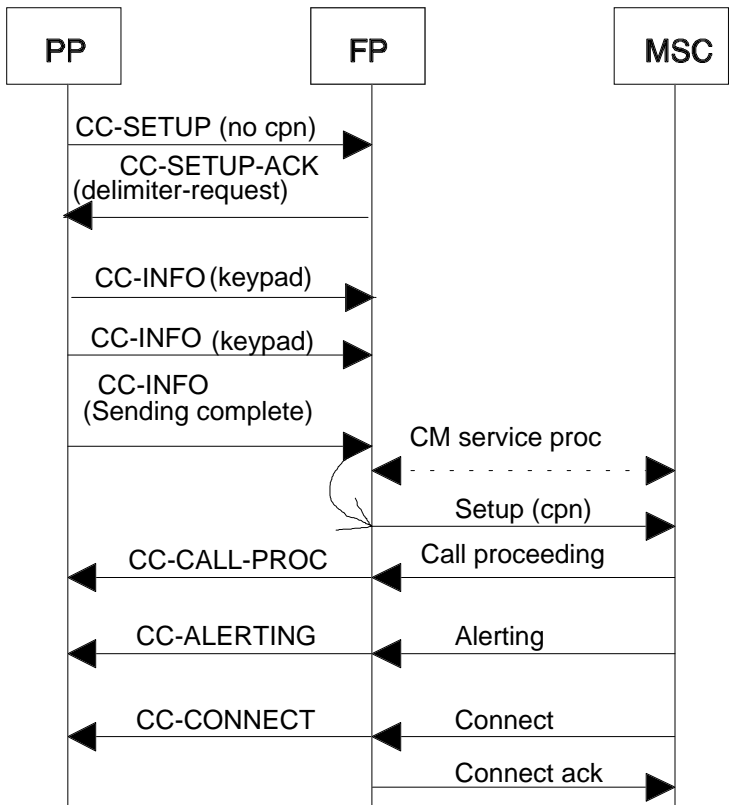 PP
FP
MSC
CC-SETUP (no cpn)
CC-SETUP-ACK
(delimiter-request)
CC-INFO (keypad)
CC-INFO (keypad)
CC-INFO
(Sending complete)
CM service proc
Setup (cpn)
CC-CALL-PROC
Call proceeding
CC-ALERTING
Alerting
CC-CONNECT
Connect
Connect ack